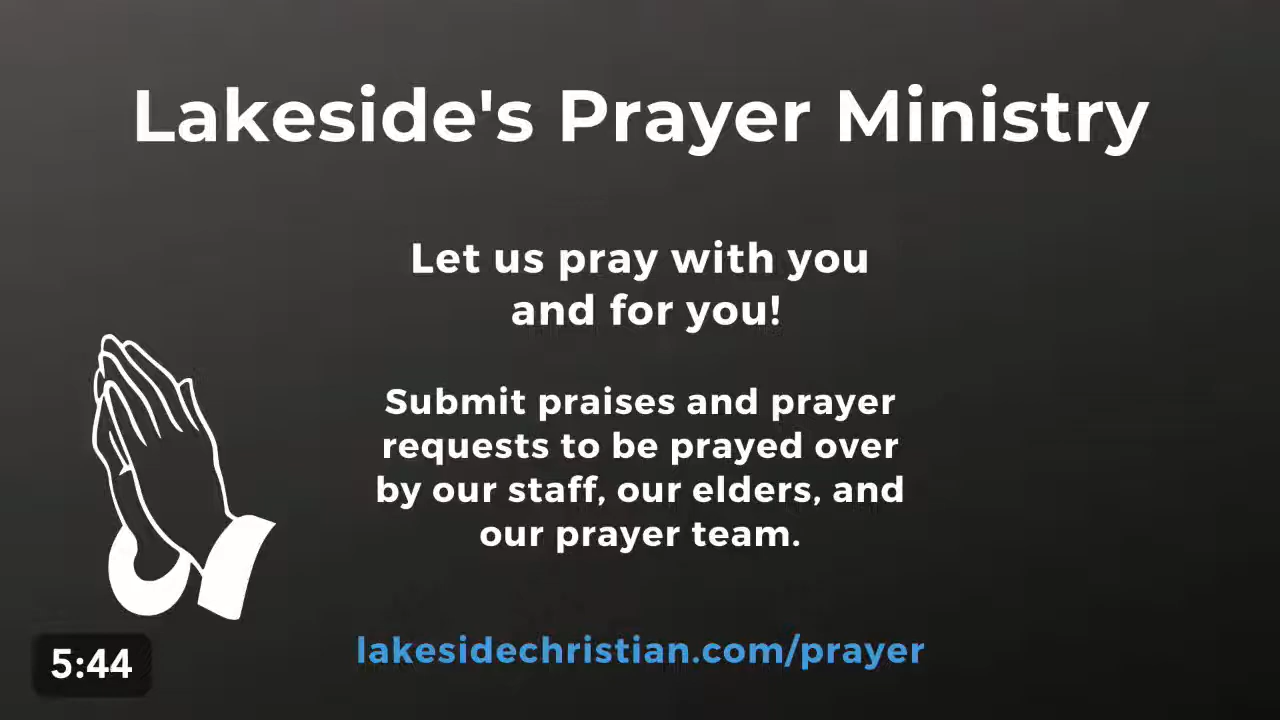 Lakeside's Prayer Ministry
Let us pray with you
and for you!
Submit praises and prayer
requests to be prayed over
by our staff, our elders, and
our prayer team.
lakesidechristian.com/prayer
5:44